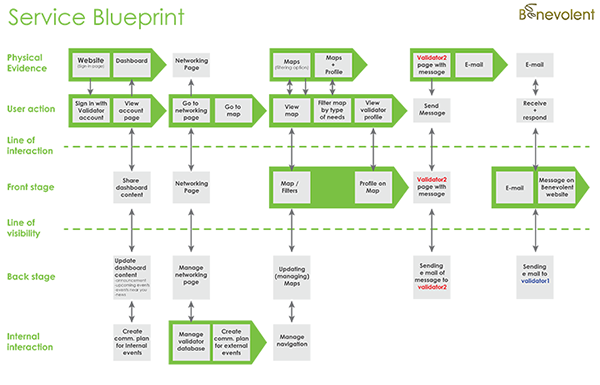 Service Blueprint
Benevolent
Physical
Evidence
Website
(Sign in page)
Dashboard
Networking
Page
Maps
(filtering option)
Maps
+
Profile
Validator2
page with
message
E-mail
E-mail
User action
Sign in with
Validator
account
View
account
page
Go to
networking
page
Go to
map
View
map
Filter map
by type
of needs
View
validator
profile
Send
Message
Receive
+
respond
Line of
interaction
Front stage
Share
dashboard
content
Networking
Page
Map /
Filters
Profile on
Map
Validator2
page with
message
E-mail
Message on
Benevolent
website
Line of
visibility
Back stage
Update
dashboard
content
announcement
upcoming events
events near you
Manage
networking
page
Updating
(managing)
Maps
Sending
e mail of
message to
validator2
Sending
e mail to
validator1
Internal
interaction
Create
comm. plan
for internal
events
Manage
validator
database
Create
comm. plan
for external
events
Manage
navigation